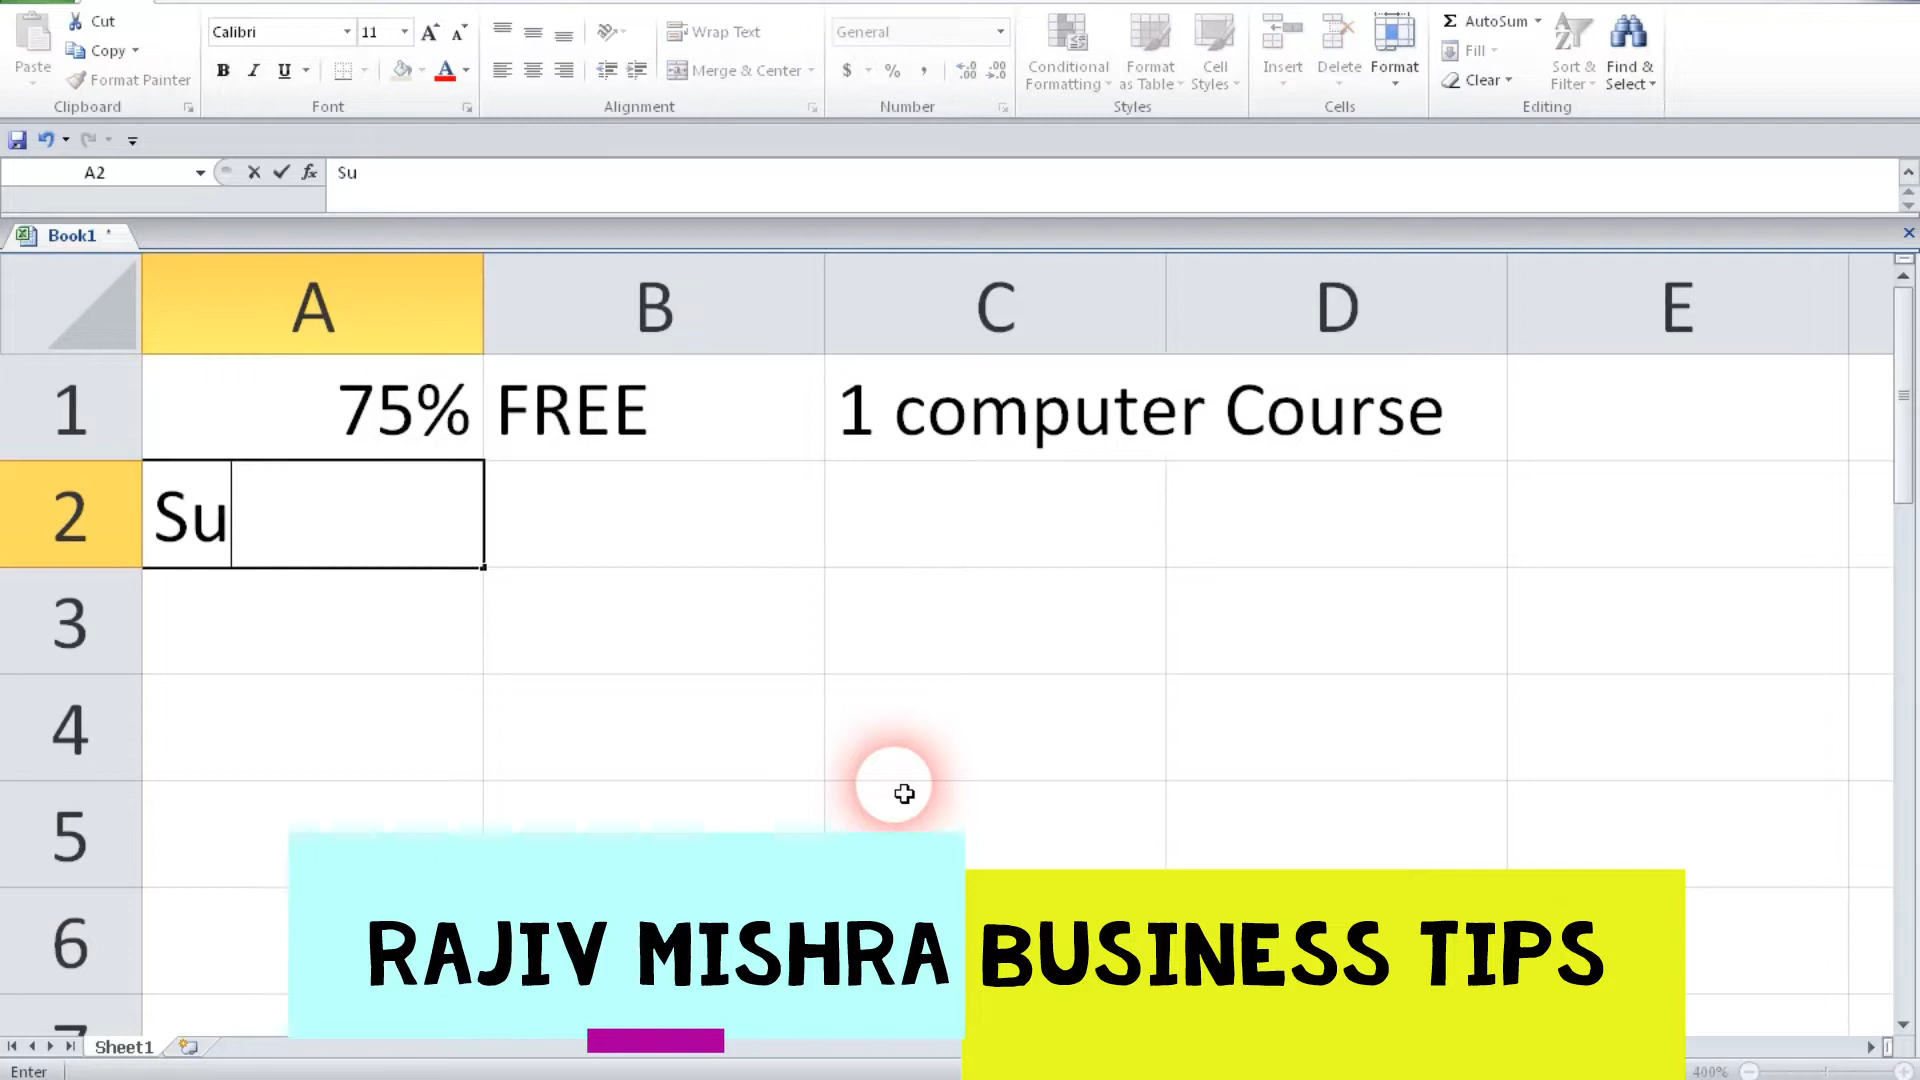 Cut
Calibri 11 Wrap Text General AutoSum
Copy Fill
Paste Conditional Format Cell Insert Delete Format Sort & Find &
Format Painter B I U Merge & Center $ % , Formatting as Table Styles Clear Filter Select
Clipboard Font Alignment Number Styles Cells Editing
A2 fx Su
Book1 *
A B C D E
1 75% FREE 1 computer Course
2 Su
3
4
5
6
RAJIV MISHRA BUSINESS TIPS
Sheet1
Enter 400%